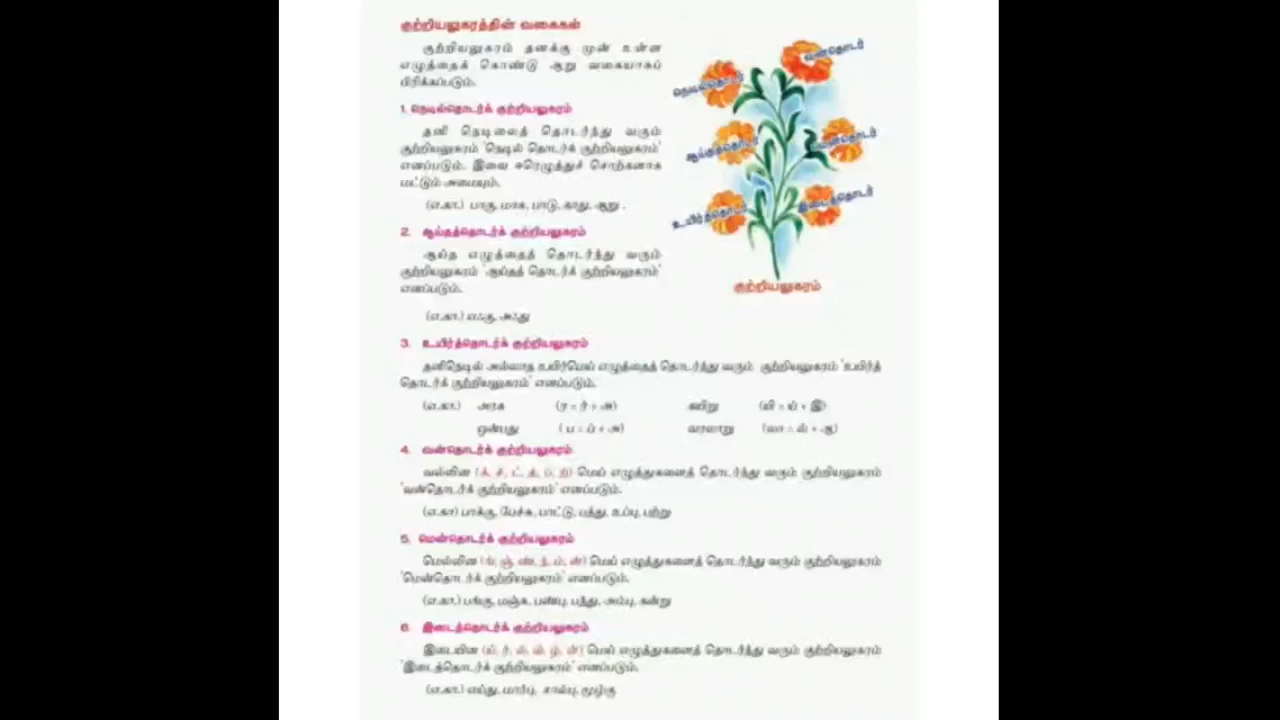 குற்றியலுகரத்தின் வகைகள்
குற்றியலுகரம் தனக்கு முன் உள்ள
எழுத்தைக் கொண்டு ஆறு வகையாகப்
பிரிக்கப்படும்.
1. நெடில்தொடர்க் குற்றியலுகரம்
தனி நெடிலைத் தொடர்ந்து வரும்
குற்றியலுகரம் 'நெடில் தொடர்க் குற்றியலுகரம்'
எனப்படும். இவை ஈரெழுத்துச் சொற்களாக
மட்டும் அமையும்.
(எ.கா.) பாகு, மாசு, பாடு, காது, ஆறு .
2. ஆய்தத்தொடர்க் குற்றியலுகரம்
ஆய்த எழுத்தைத் தொடர்ந்து வரும்
குற்றியலுகரம் 'ஆய்தத் தொடர்க் குற்றியலுகரம்'
எனப்படும்.
(எ.கா.) எஃகு, அஃது
வன்தொடர்
நெடில்தொடர்
மென்தொடர்
ஆய்தத்தொடர்
இடைத்தொடர்
உயிர்த்தொடர்
குற்றியலுகரம்
3. உயிர்த்தொடர்க் குற்றியலுகரம்
தனிநெடில் அல்லாத உயிர்மெய் எழுத்தைத் தொடர்ந்து வரும் குற்றியலுகரம் 'உயிர்த்
தொடர்க் குற்றியலுகரம்' எனப்படும்.
(எ.கா.) அரசு (ர = ர் + அ) கயிறு (யி = ய் + இ)
ஒன்பது ( ப = ப் + அ) வரலாறு (லா = ல் + ஆ)
4. வன்தொடர்க் குற்றியலுகரம்
வல்லின (க், ச், ட், த், ப், ற்) மெய் எழுத்துகளைத் தொடர்ந்து வரும் குற்றியலுகரம்
'வன்தொடர்க் குற்றியலுகரம்' எனப்படும்.
(எ.கா) பாக்கு, பேச்சு, பாட்டு, பத்து, உப்பு, பற்று
5. மென்தொடர்க் குற்றியலுகரம்
மெல்லின (ங், ஞ், ண், ந், ம், ன்) மெய் எழுத்துகளைத் தொடர்ந்து வரும் குற்றியலுகரம்
'மென்தொடர்க் குற்றியலுகரம்' எனப்படும்.
(எ.கா.) பங்கு, மஞ்சு, பண்பு, பந்து, அம்பு, கன்று
6. இடைத்தொடர்க் குற்றியலுகரம்
இடையின (ய், ர், ல், வ், ழ், ள்) மெய் எழுத்துகளைத் தொடர்ந்து வரும் குற்றியலுகரம்
'இடைத்தொடர்க் குற்றியலுகரம்' எனப்படும்.
(எ.கா.) எய்து, மார்பு, சால்பு, மூழ்கு